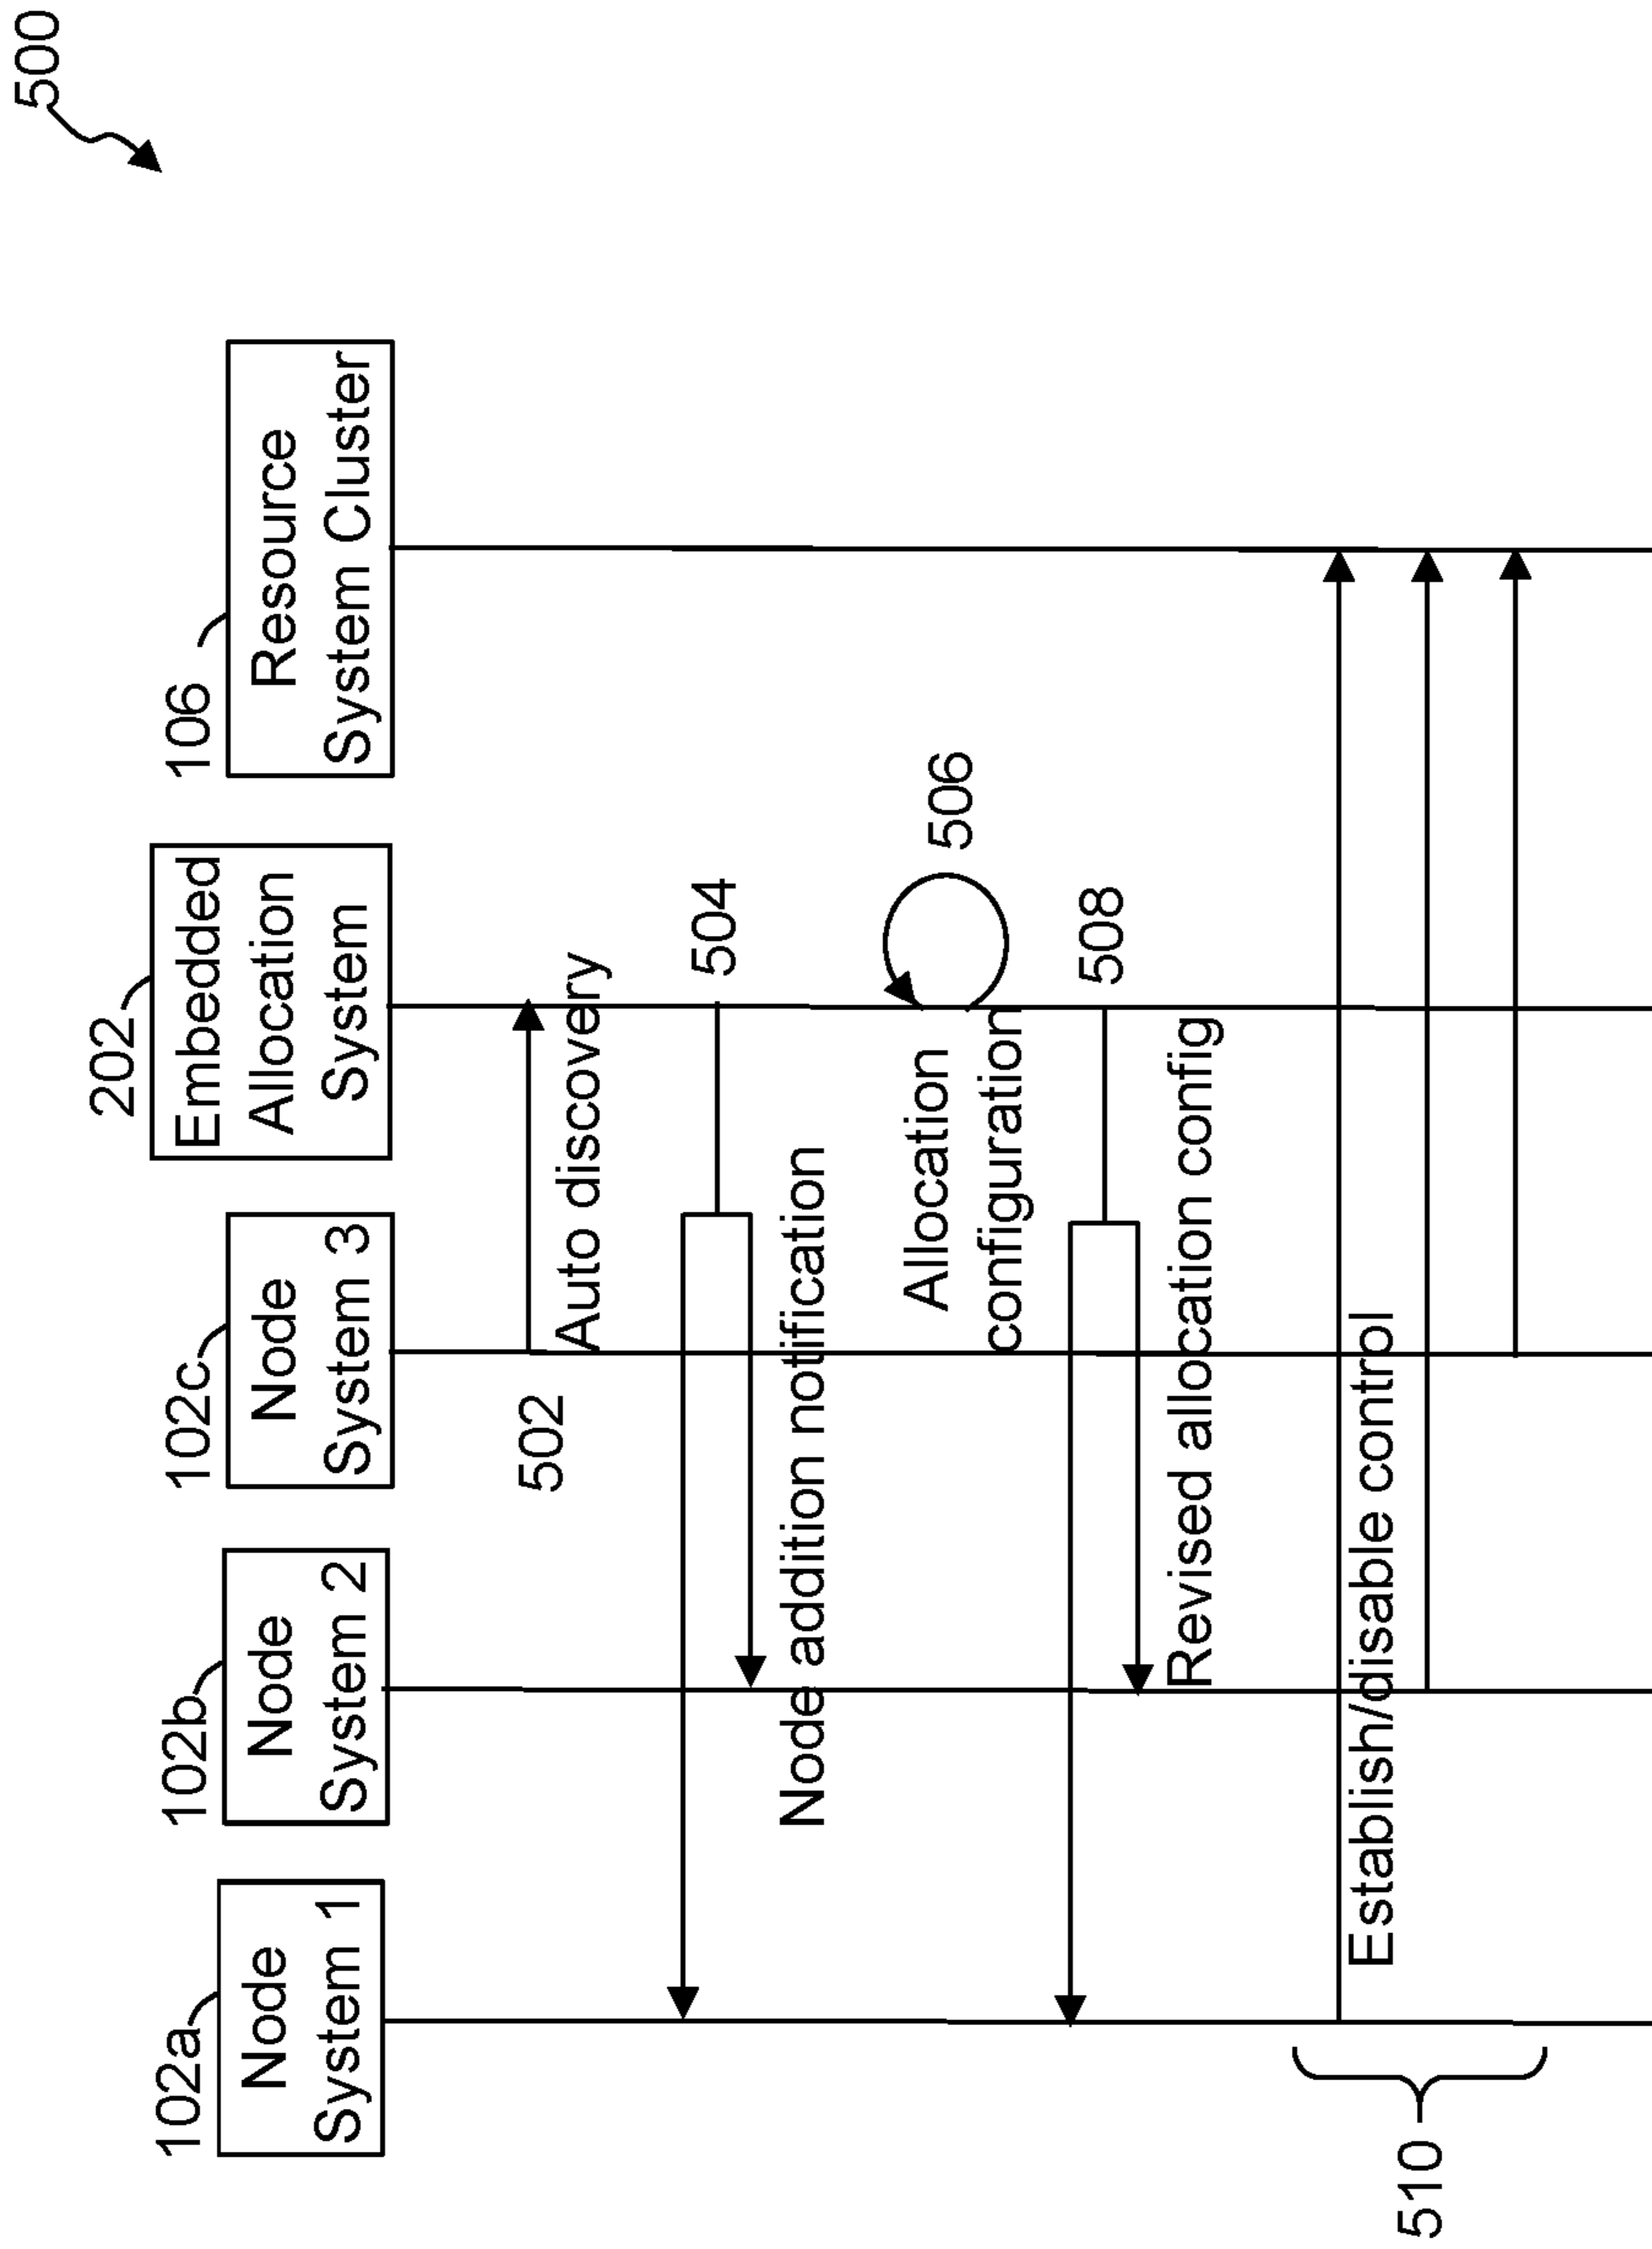 500
102a
Node
System 1
102b
Node
System 2
102c
Node
System 3
202
Embedded
Allocation
System
106
Resource
System Cluster
502
Auto discovery
504
Node addition notification
506
Allocation
configuration
508
Revised allocation config
Establish/disable control
510